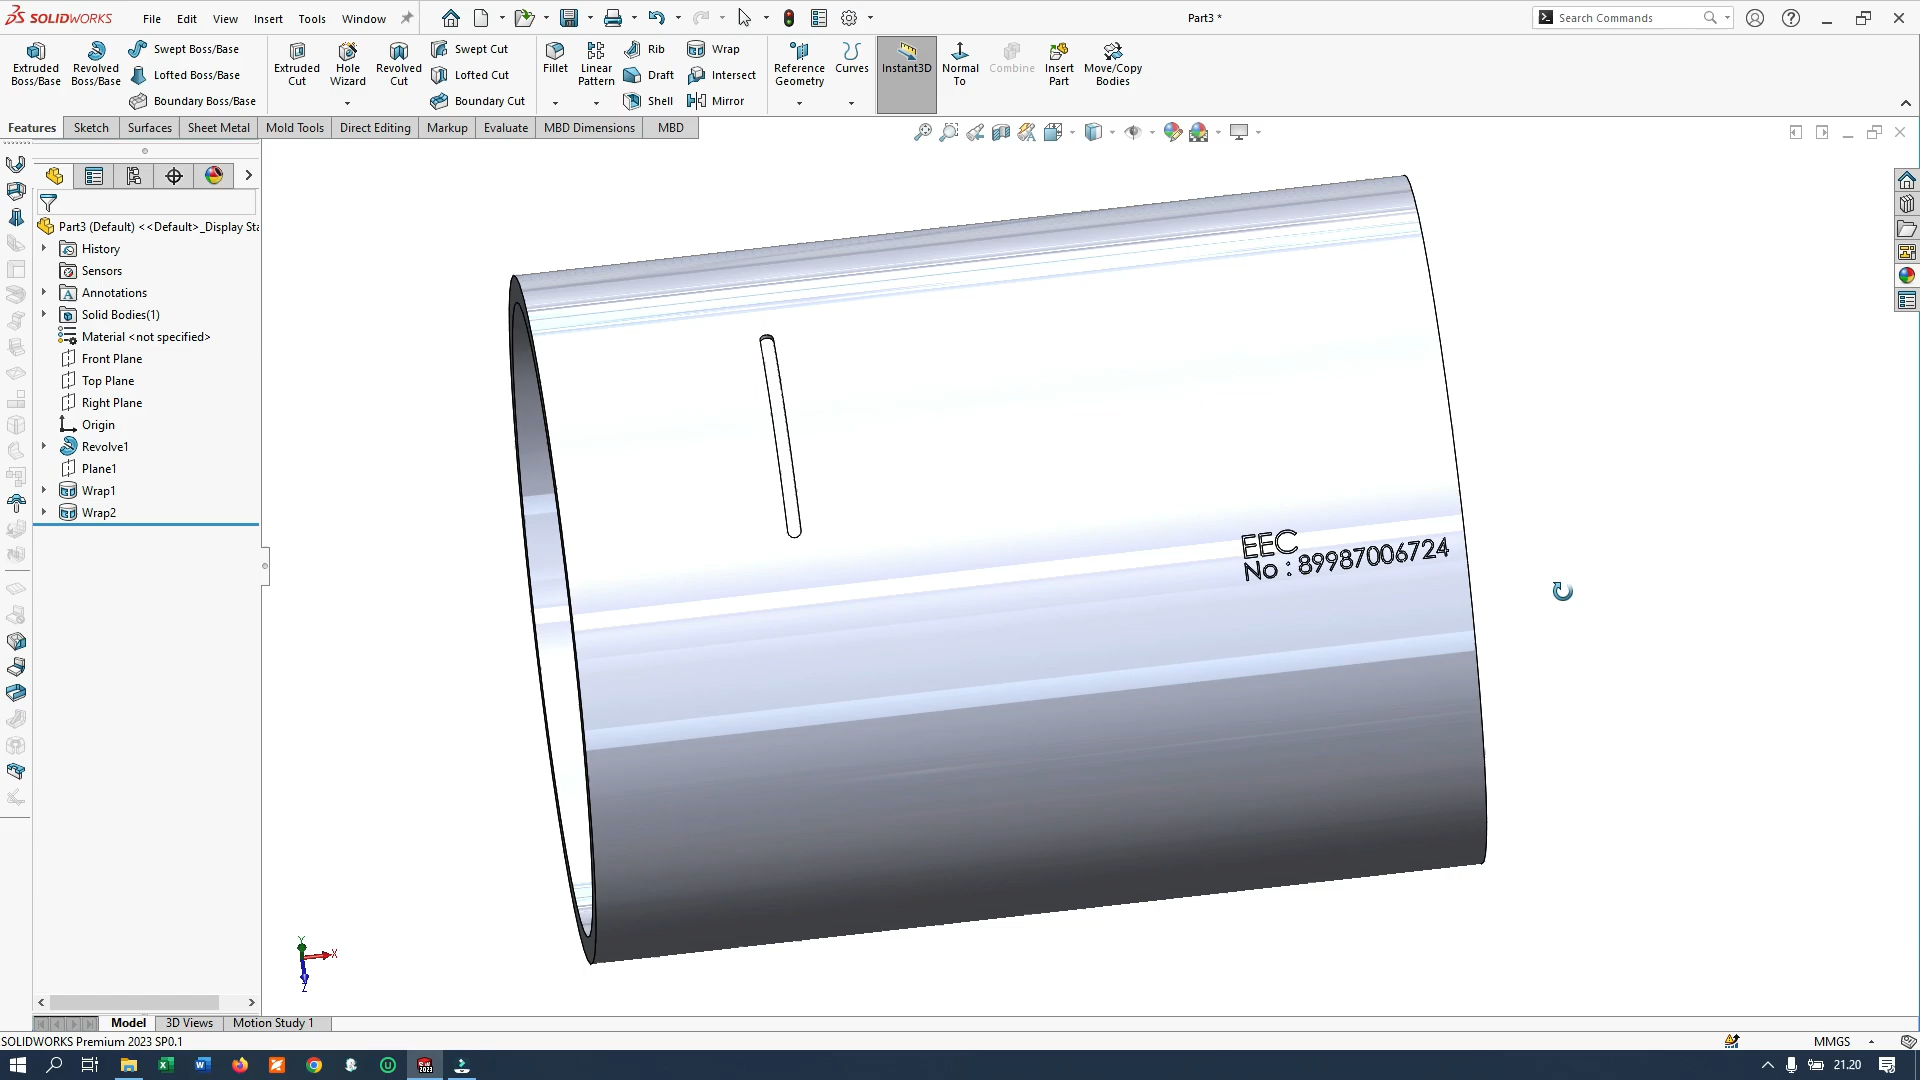 SOLIDWORKS
File
Edit
View
Insert
Tools
Window
Part3 *
Search Commands
Extruded
Boss/Base
Revolved
Boss/Base
Swept Boss/Base
Lofted Boss/Base
Boundary Boss/Base
Extruded
Cut
Hole
Wizard
Revolved
Cut
Swept Cut
Lofted Cut
Boundary Cut
Fillet
Linear
Pattern
Rib
Draft
Shell
Wrap
Intersect
Mirror
Reference
Geometry
Curves
Instant3D
Normal
To
Combine
Insert
Part
Move/Copy
Bodies
Features
Sketch
Surfaces
Sheet Metal
Mold Tools
Direct Editing
Markup
Evaluate
MBD Dimensions
MBD
Part3 (Default) <<Default>_Display Sta
History
Sensors
Annotations
Solid Bodies(1)
Material <not specified>
Front Plane
Top Plane
Right Plane
Origin
Revolve1
Plane1
Wrap1
Wrap2
EEC
No : 89987006724
Y
X
Z
Model
3D Views
Motion Study 1
SOLIDWORKS Premium 2023 SP0.1
MMGS
21.20